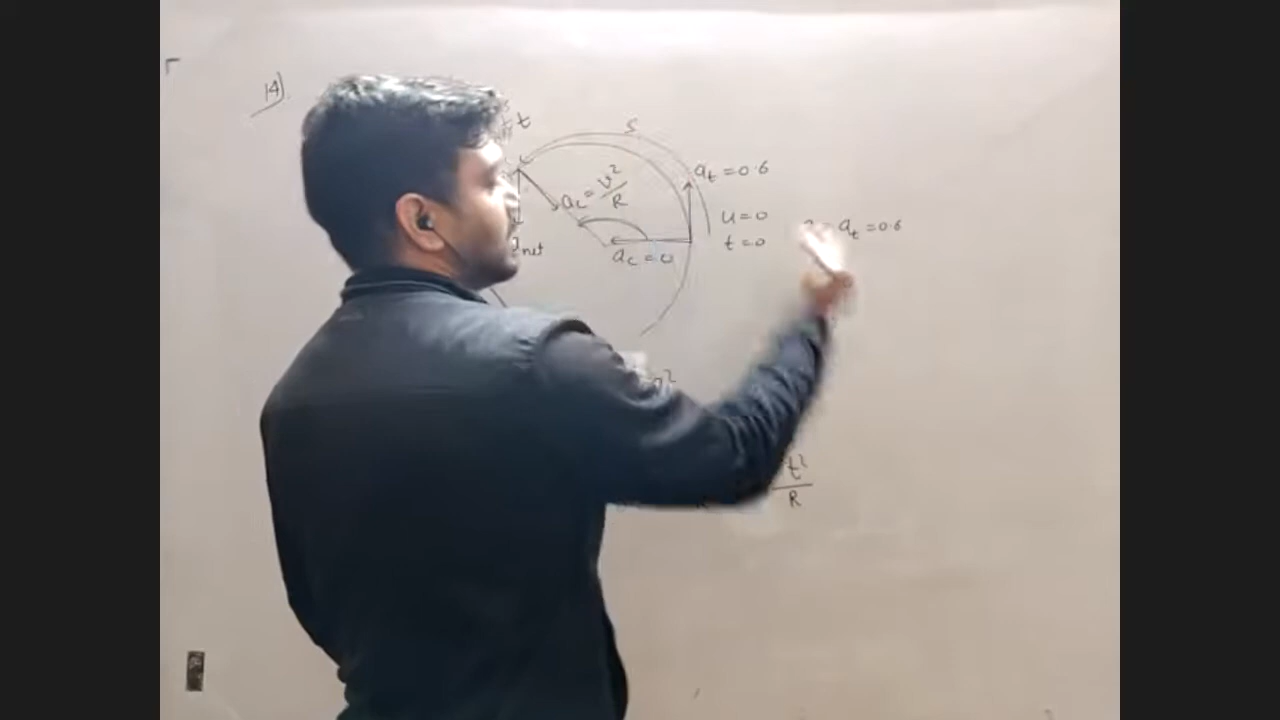 14)
t
S
a_t = 0.6
a_c = v²/R
u = 0
a_t = 0.6
net
a_c = 0
t = 0
t²/R